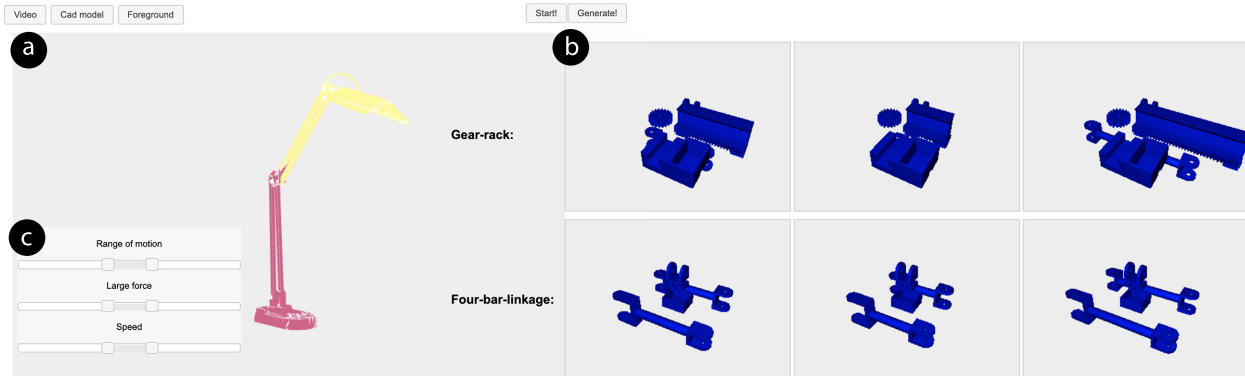 Video Cad model Foreground Start! Generate!
a b
Gear-rack:
c
Range of motion
Large force
Four-bar-linkage:
Speed